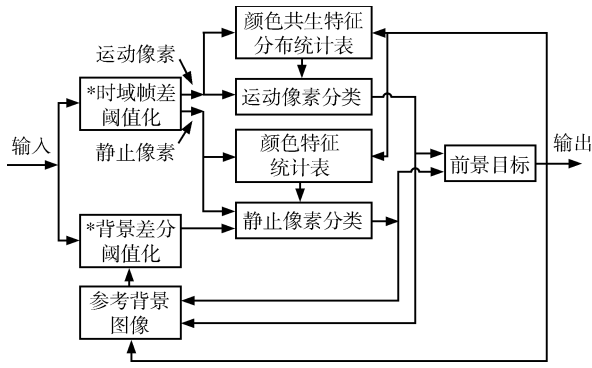 颜色共生特征
分布统计表
运动像素
*时域帧差
阈值化
运动像素分类
输入
静止像素
颜色特征
统计表
前景目标
输出
静止像素分类
*背景差分
阈值化
参考背景
图像